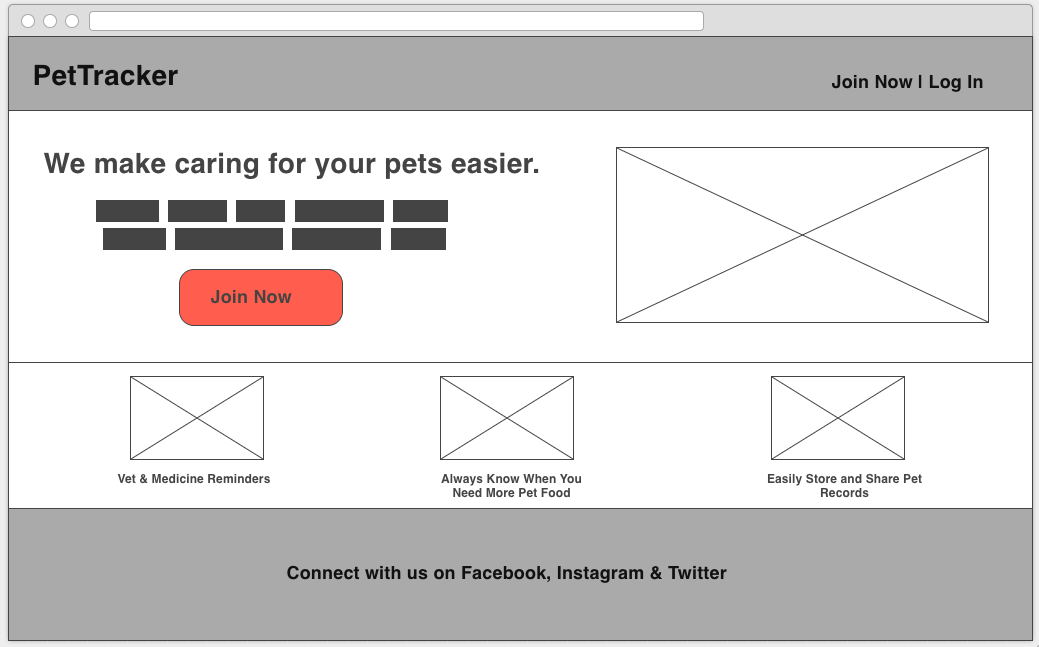 PetTracker
Join Now | Log In
We make caring for your pets easier.
Join Now
Vet & Medicine Reminders
Always Know When You
Need More Pet Food
Easily Store and Share Pet
Records
Connect with us on Facebook, Instagram & Twitter